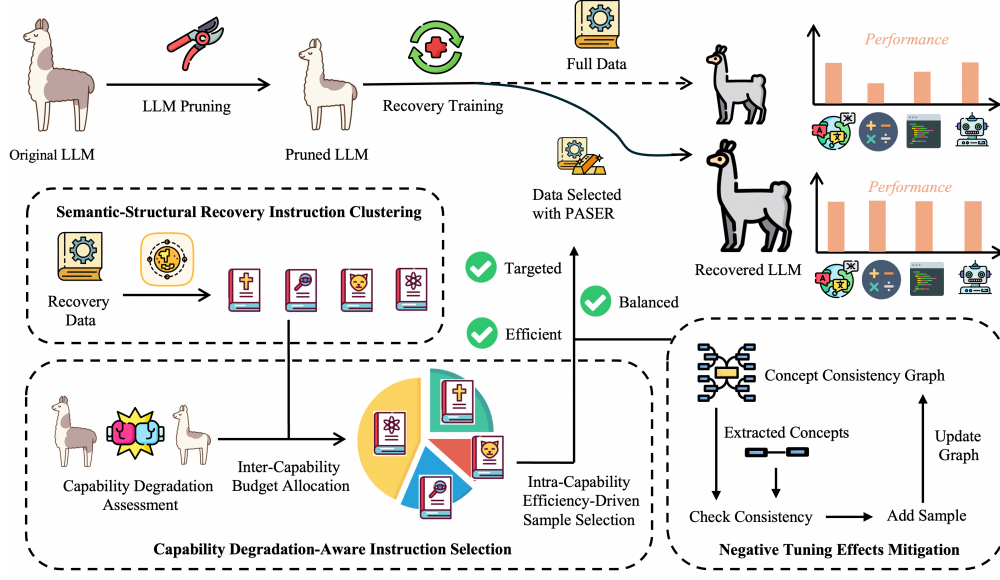 Performance
Full Data
LLM Pruning
Recovery Training
Original LLM
Pruned LLM
Data Selected
with PASER
Performance
Recovered LLM
Semantic-Structural Recovery Instruction Clustering
Recovery
Data
Targeted
Balanced
Efficient
Capability Degradation
Assessment
Inter-Capability
Budget Allocation
Intra-Capability
Efficiency-Driven
Sample Selection
Capability Degradation-Aware Instruction Selection
Concept Consistency Graph
Extracted Concepts
Update
Graph
Check Consistency
Add Sample
Negative Tuning Effects Mitigation